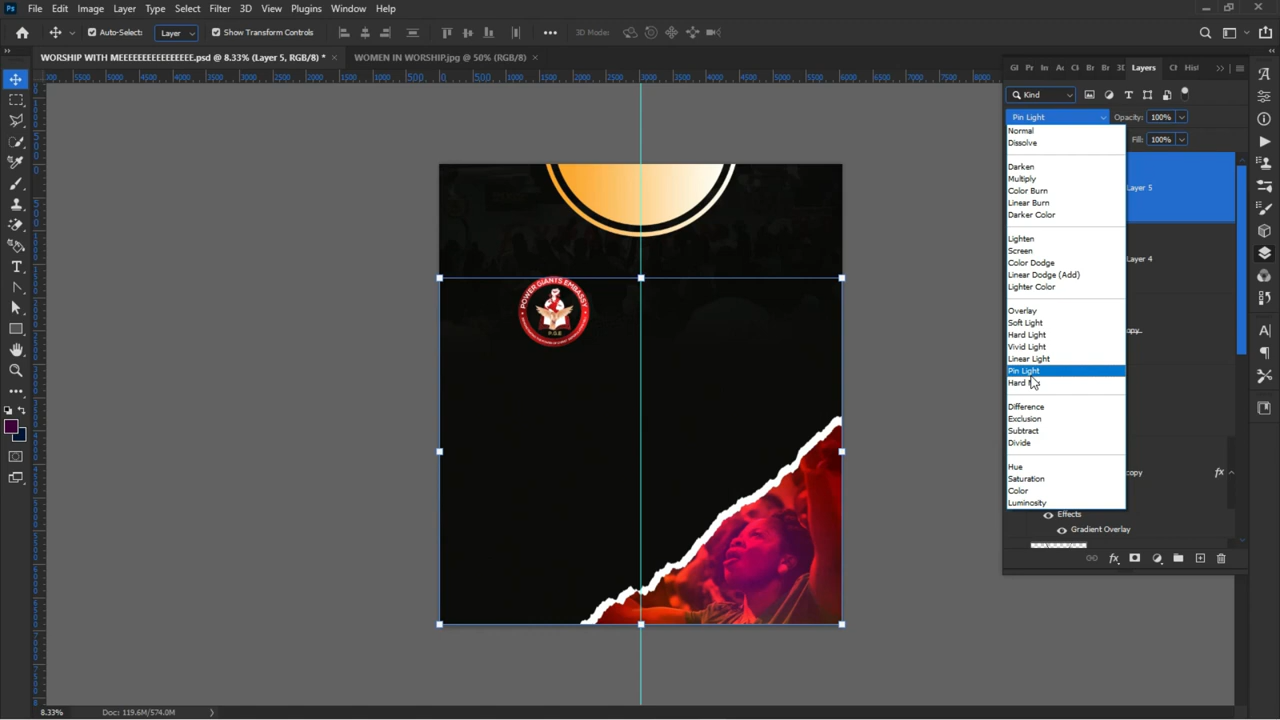 Ps File Edit Image Layer Type Select Filter 3D View Plugins Window Help
Auto-Select: Layer Show Transform Controls 3D Mode:
WORSHIP WITH MEEEEEEEEEEEEEEEE.psd @ 8.33% (Layer 5, RGB/8) * × WOMEN IN WORSHIP.jpg @ 50% (RGB/8) ×
Layers
Kind
Pin Light Opacity: 100%
Fill: 100%
Normal
Dissolve
Darken
Multiply
Color Burn
Linear Burn
Darker Color
Lighten
Screen
Color Dodge
Linear Dodge (Add)
Lighter Color
Overlay
Soft Light
Hard Light
Vivid Light
Linear Light
Pin Light
Hard
Difference
Exclusion
Subtract
Divide
Hue
Saturation
Color
Luminosity
Layer 5
Layer 4
copy
fx
Effects
Gradient Overlay
POWER GIANTS EMBASSY
P.G.E
8.33% Doc: 119.6M/574.0M